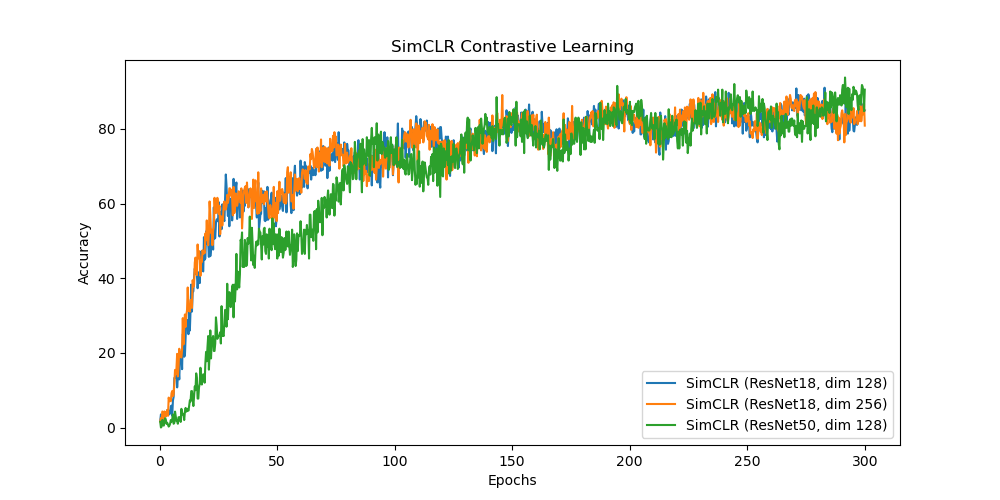 SimCLR Contrastive Learning
Accuracy
80
60
40
20
0
SimCLR (ResNet18, dim 128)
SimCLR (ResNet18, dim 256)
SimCLR (ResNet50, dim 128)
0 50 100 150 200 250 300
Epochs